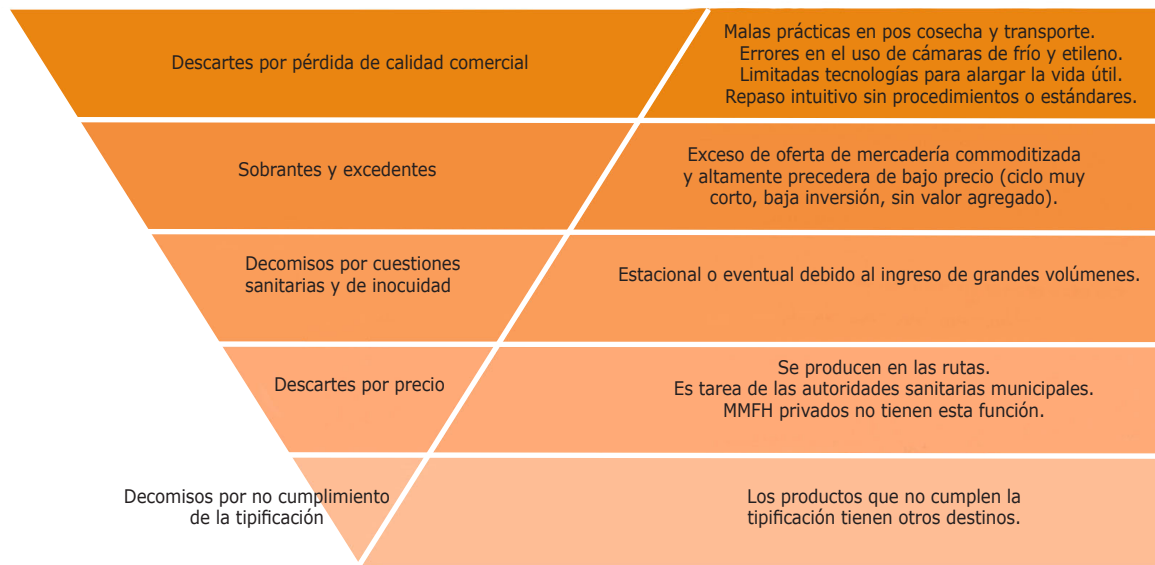 Descartes por pérdida de calidad comercial
Malas prácticas en pos cosecha y transporte.
Errores en el uso de cámaras de frío y etileno.
Limitadas tecnologías para alargar la vida útil.
Repaso intuitivo sin procedimientos o estándares.
Sobrantes y excedentes
Exceso de oferta de mercadería commoditizada
y altamente precedera de bajo precio (ciclo muy
corto, baja inversión, sin valor agregado).
Decomisos por cuestiones
sanitarias y de inocuidad
Estacional o eventual debido al ingreso de grandes volúmenes.
Descartes por precio
Se producen en las rutas.
Es tarea de las autoridades sanitarias municipales.
MMFH privados no tienen esta función.
Decomisos por no cumplimiento
de la tipificación
Los productos que no cumplen la
tipificación tienen otros destinos.